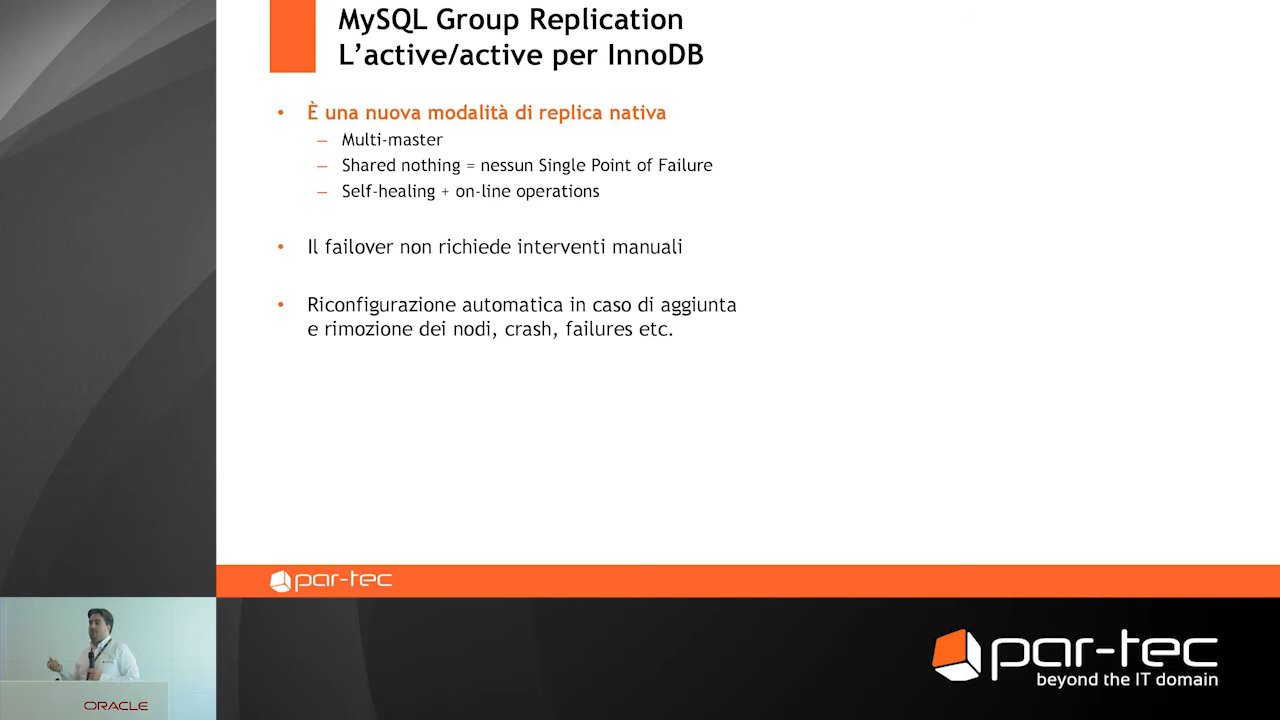 MySQL Group Replication
L’active/active per InnoDB
• È una nuova modalità di replica nativa
– Multi-master
– Shared nothing = nessun Single Point of Failure
– Self-healing + on-line operations
• Il failover non richiede interventi manuali
• Riconfigurazione automatica in caso di aggiunta
e rimozione dei nodi, crash, failures etc.
par-tec
ORACLE
par-tec
beyond the IT domain